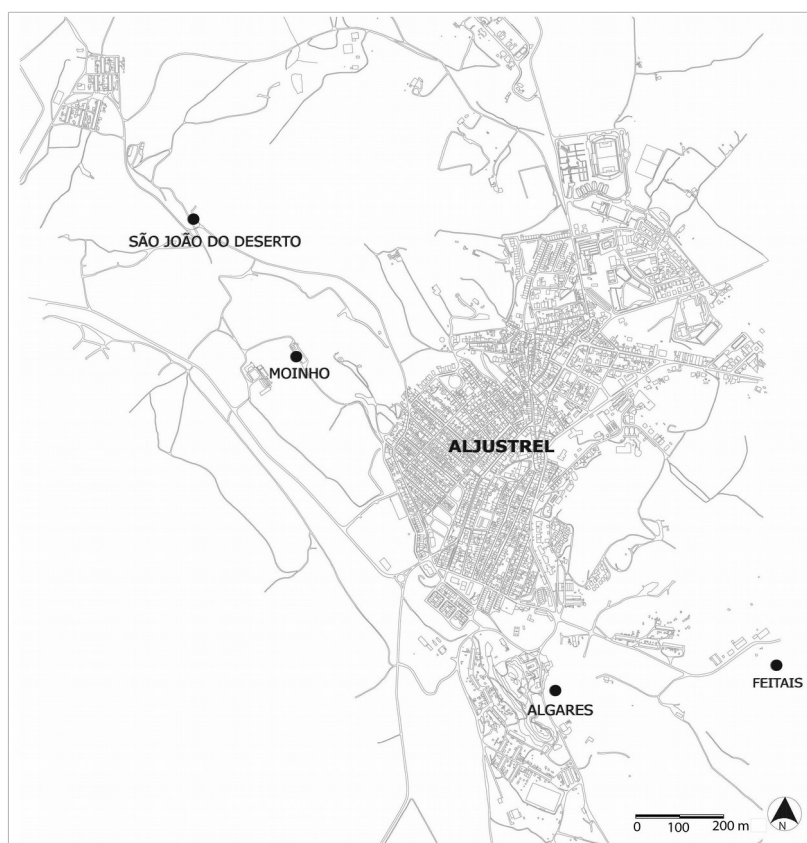 SÃO JOÃO DO DESERTO
MOINHO
ALJUSTREL
FEITAIS
ALGARES
0 100 200 m
N